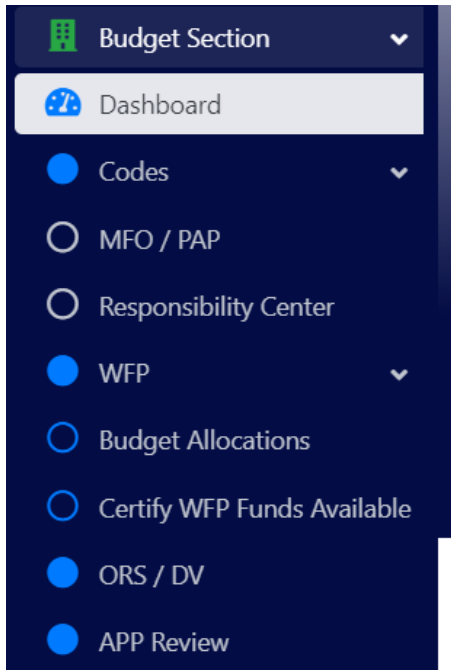 Budget Section
Dashboard
Codes
MFO / PAP
Responsibility Center
WFP
Budget Allocations
Certify WFP Funds Available
ORS / DV
APP Review